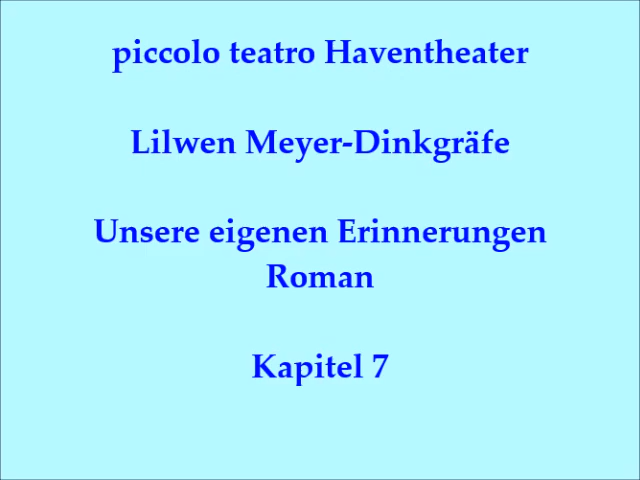 piccolo teatro Haventheater
Lilwen Meyer-Dinkgräfe
Unsere eigenen Erinnerungen
Roman
Kapitel 7